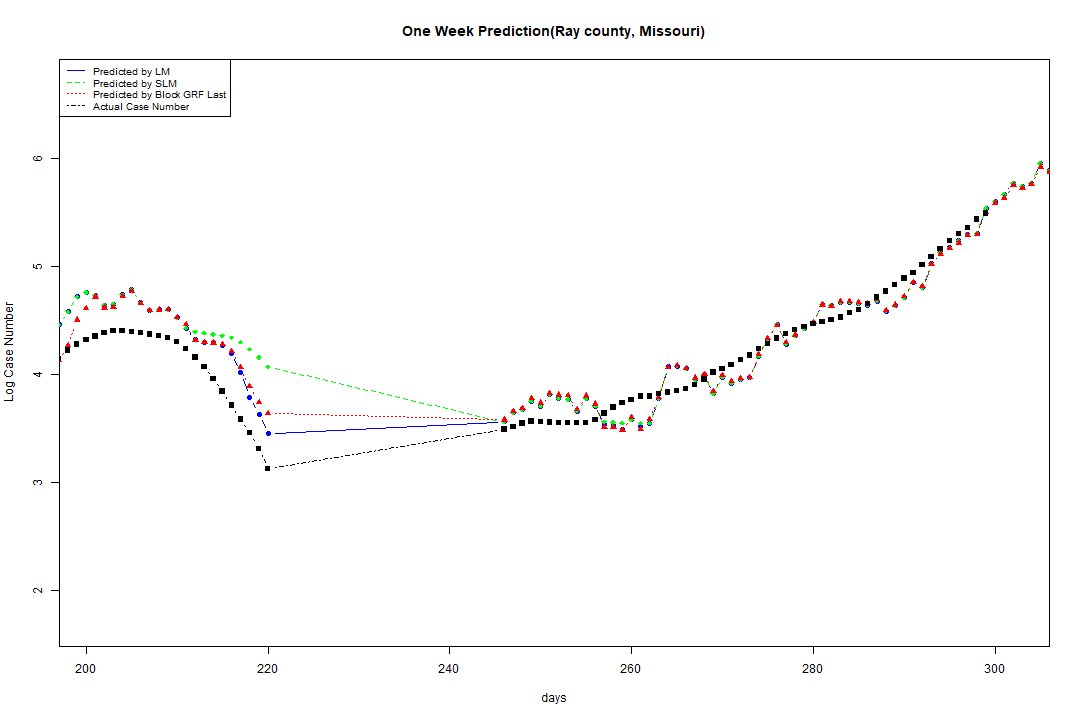 One Week Prediction(Ray county, Missouri)
Predicted by LM
Predicted by SLM
Predicted by Block GRF Last
Actual Case Number
6
5
4
3
2
Log Case Number
200 220 240 260 280 300
days